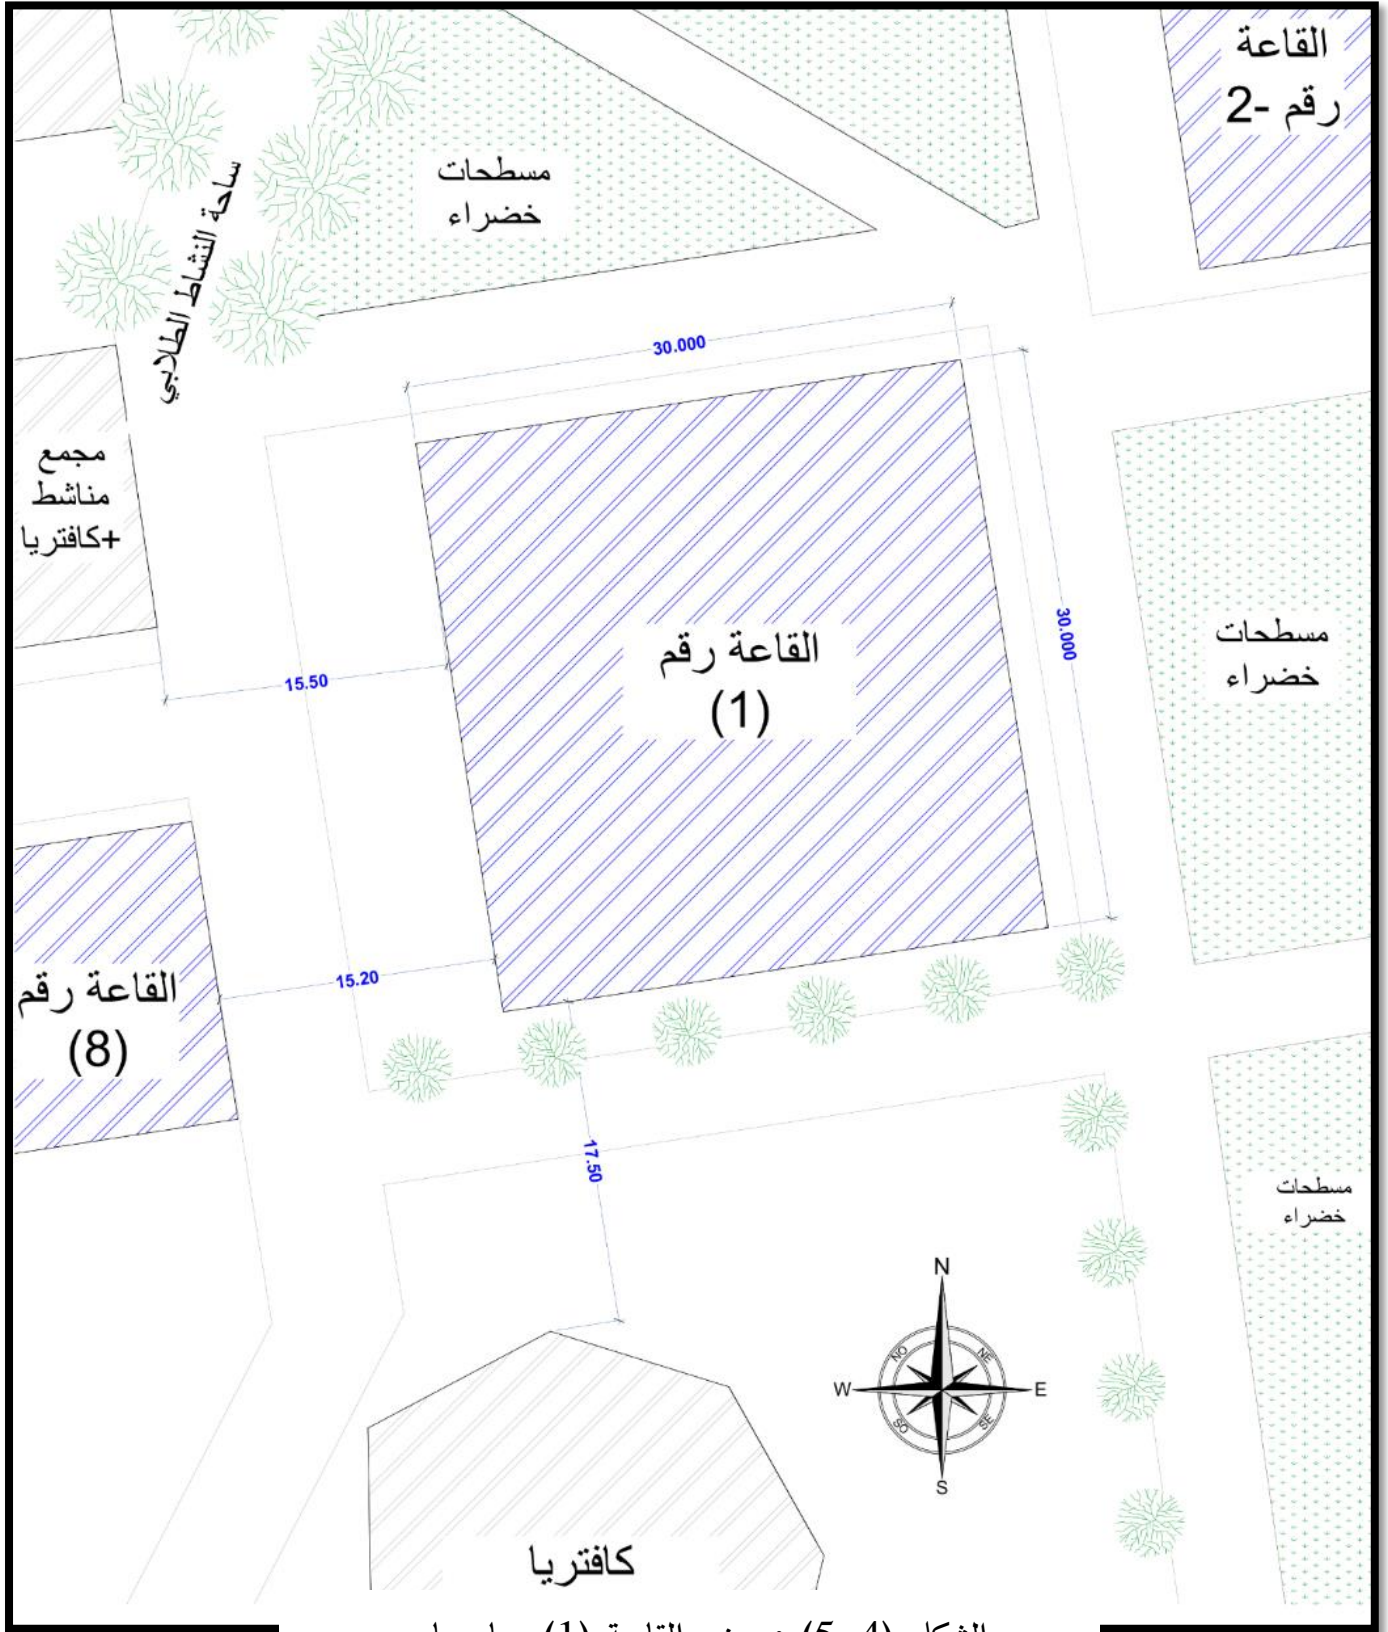 القاعة
رقم -2
مسطحات
خضراء
ساحة النشاط الطلابي
30.000
مجمع
مناشط
+كافتريا
30.000
مسطحات
خضراء
القاعة رقم
(1)
15.50
15.20
القاعة رقم
(8)
17.50
مسطحات
خضراء
N
NO
NE
W
E
SO
SE
S
كافتريا